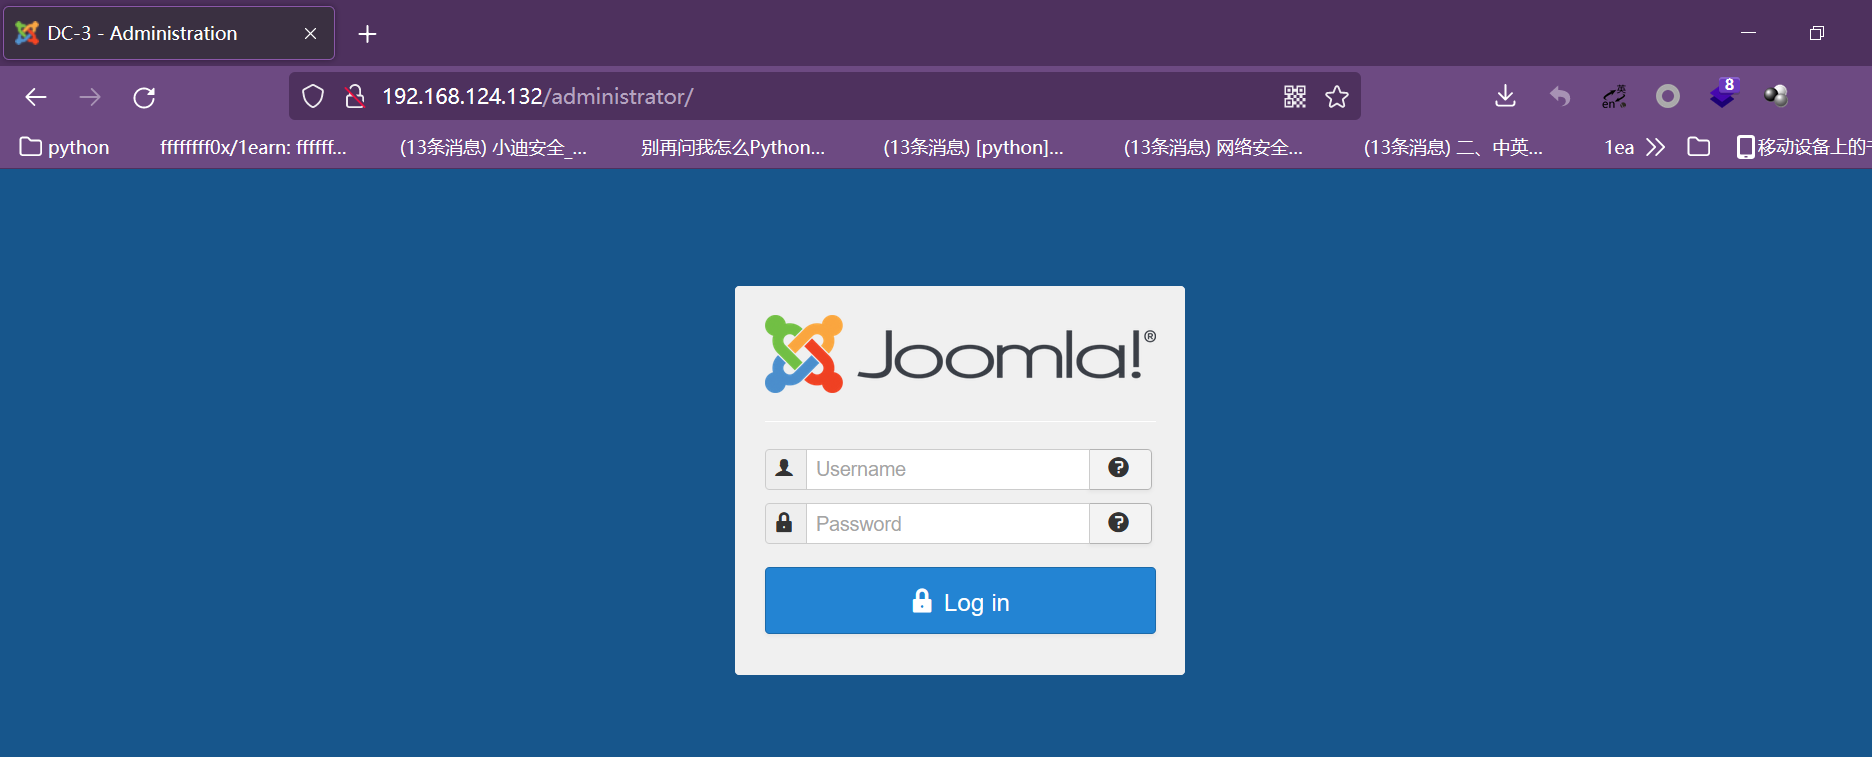 DC-3 - Administration
192.168.124.132/administrator/
英
en
8
python
ffffffff0x/1earn: ffffff...
(13条消息) 小迪安全_...
别再问我怎么Python...
(13条消息) [python]...
(13条消息) 网络安全...
(13条消息) 二、中英...
1ea
移动设备上的
Joomla!®
Username
Password
Log in